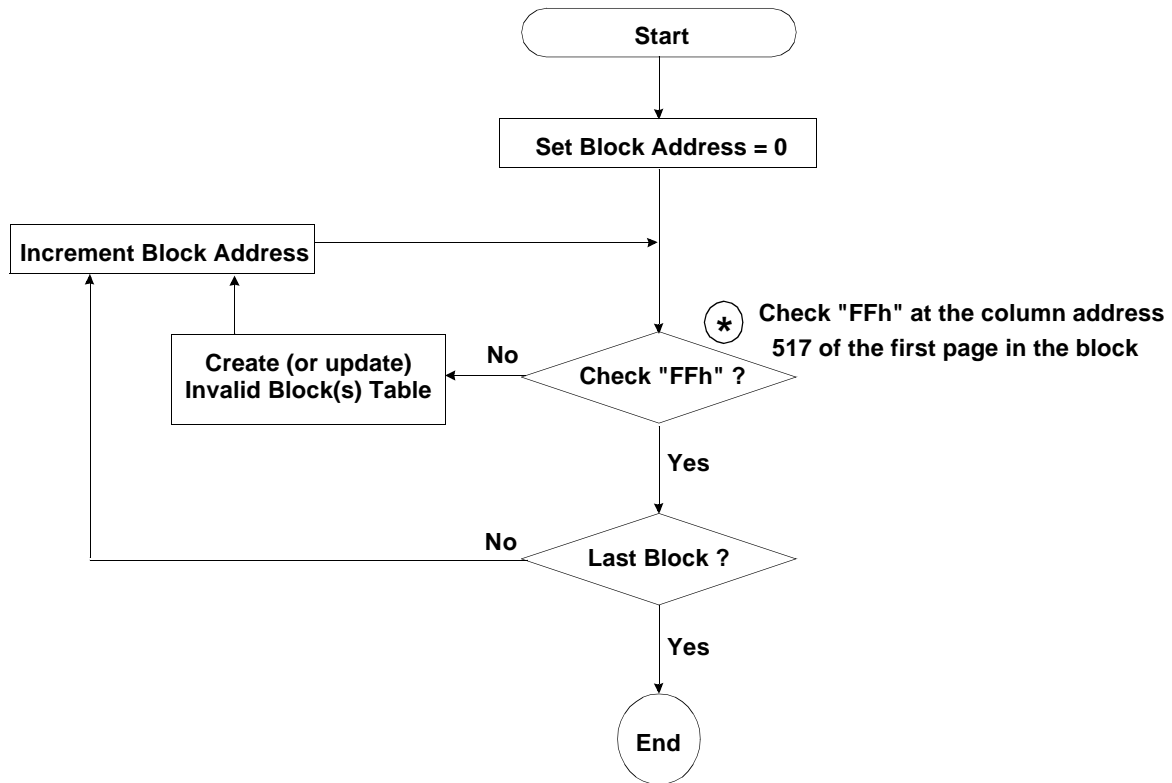 Start
Set Block Address = 0
Increment Block Address
* Check "FFh" at the column address
517 of the first page in the block
No
Create (or update)
Invalid Block(s) Table
Check "FFh" ?
Yes
No
Last Block ?
Yes
End